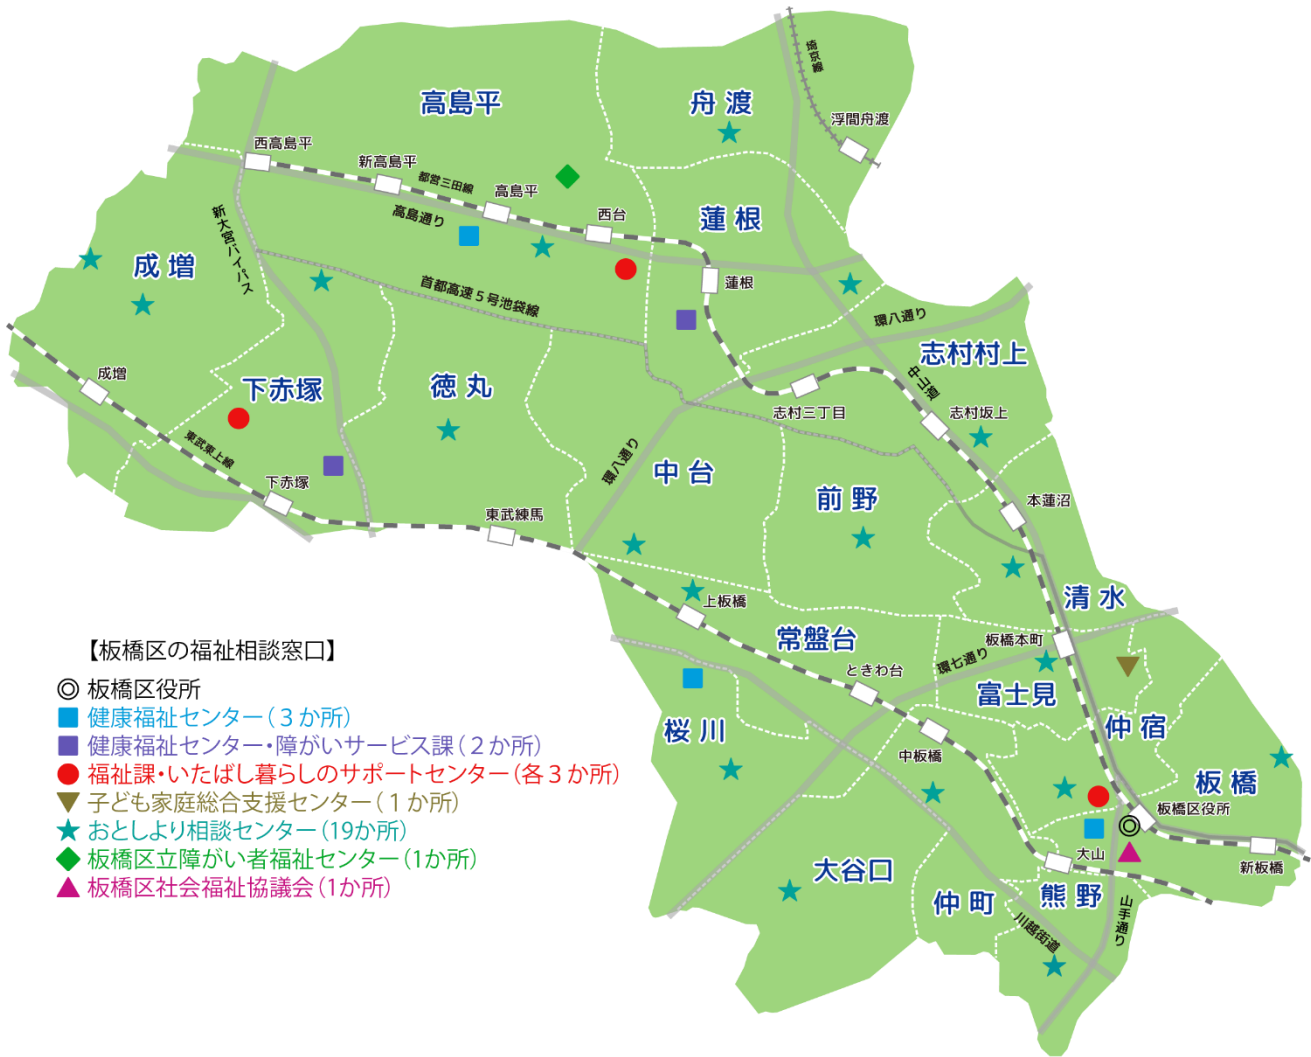 埼京線
高島平
舟渡
浮間舟渡
西高島平
新高島平
都営三田線
高島平
高島通り
西台
蓮根
新大宮バイパス
成増
首都高速5号池袋線
蓮根
環八通り
志村村上
成増
下赤塚
徳丸
中山道
志村三丁目
志村坂上
東武東上線
環八通り
中台
下赤塚
前野
本蓮沼
東武練馬
清水
上板橋
常盤台
板橋本町
ときわ台
環七通り
富士見
桜川
仲宿
中板橋
板橋
板橋区役所
大山
新板橋
大谷口
仲町
熊野
川越街道
山手通り
【板橋区の福祉相談窓口】
板橋区役所
健康福祉センター(3か所)
健康福祉センター・障がいサービス課(2か所)
福祉課・いたばし暮らしのサポートセンター(各3か所)
子ども家庭総合支援センター(1か所)
おとしより相談センター(19か所)
板橋区立障がい者福祉センター(1か所)
板橋区社会福祉協議会(1か所)